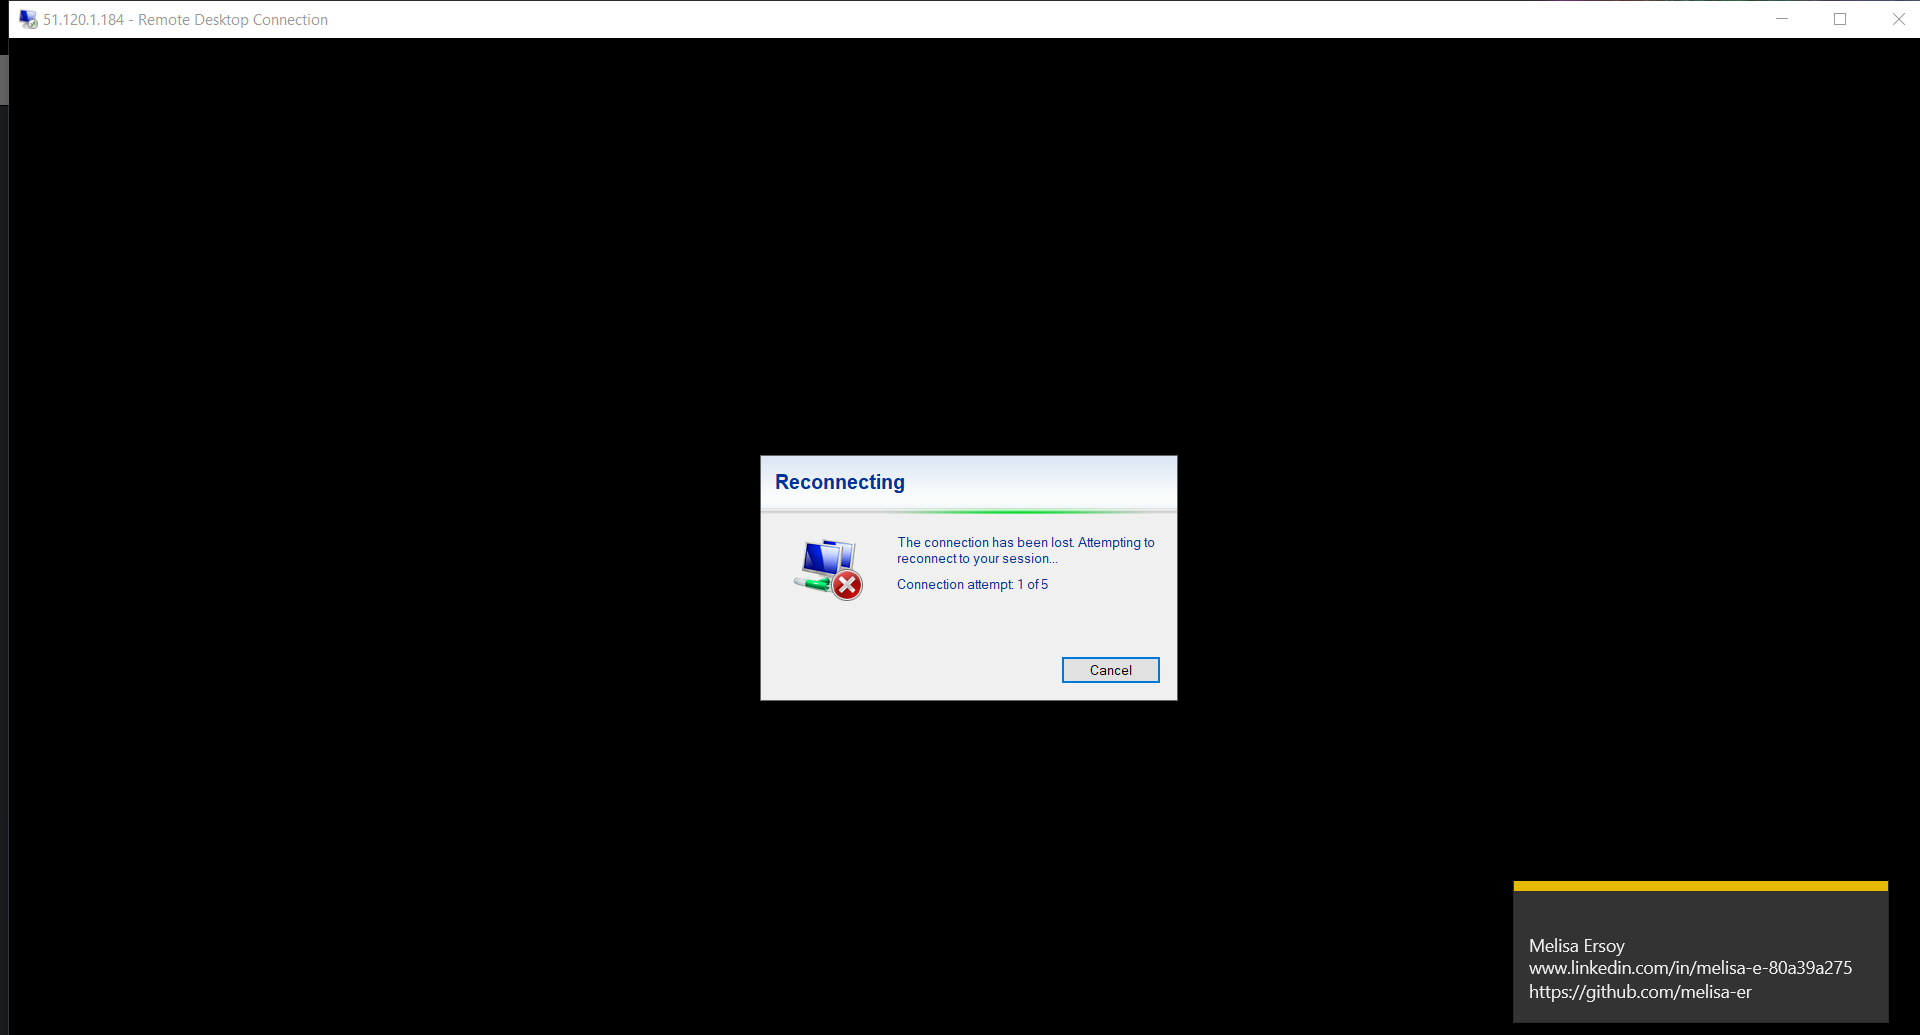 51.120.1.184 - Remote Desktop Connection
Reconnecting
The connection has been lost. Attempting to
reconnect to your session...
Connection attempt: 1 of 5
Cancel
Melisa Ersoy
www.linkedin.com/in/melisa-e-80a39a275
https://github.com/melisa-er